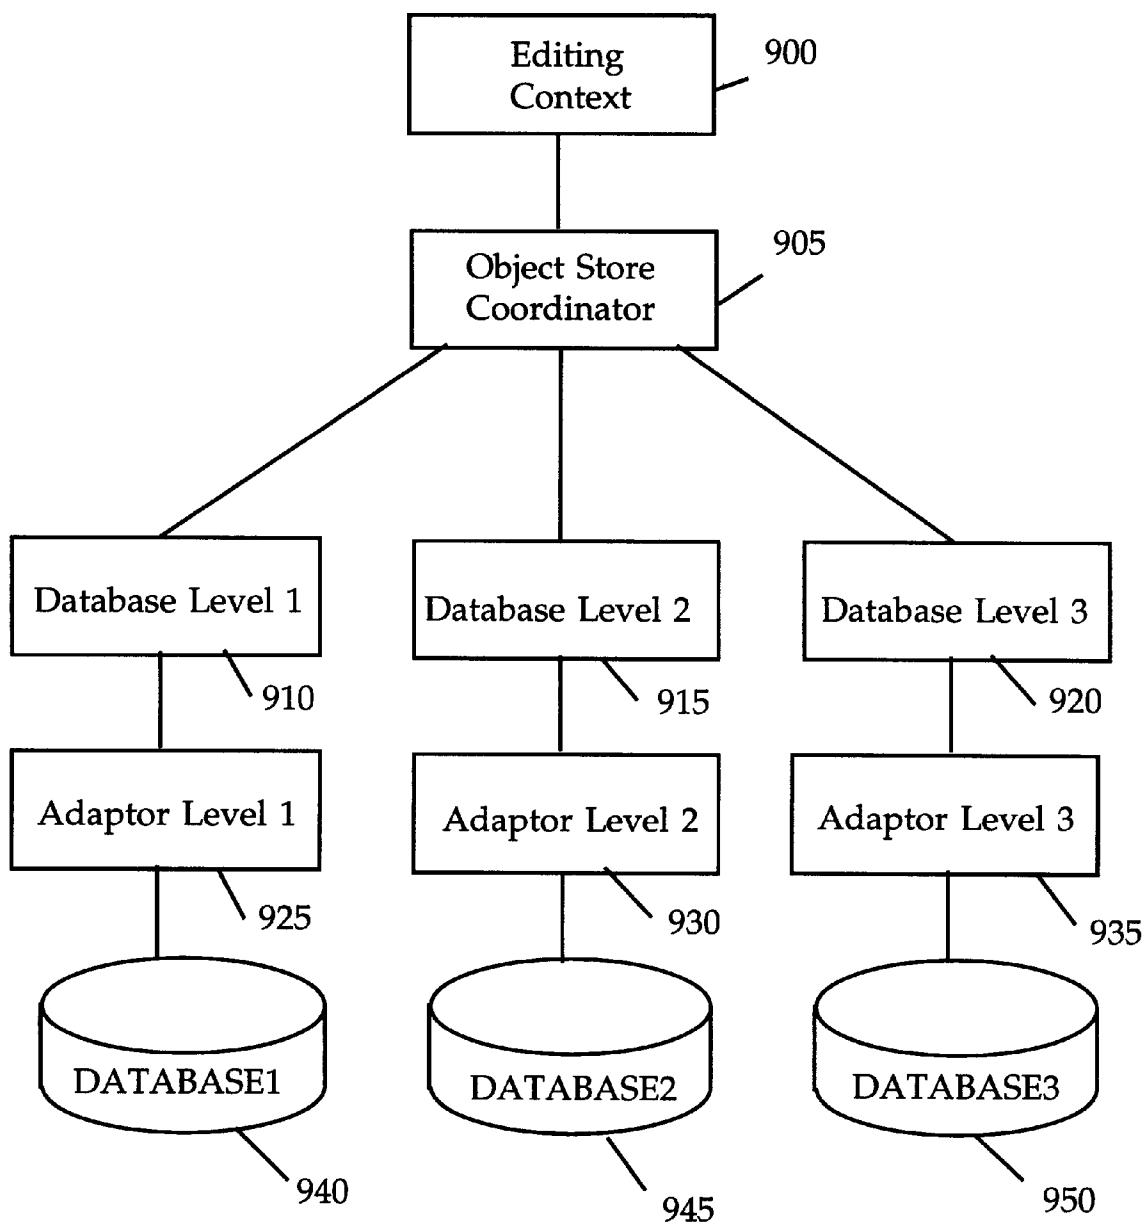 Editing
Context
900
Object Store
Coordinator
905
Database Level 1
910
Database Level 2
915
Database Level 3
920
Adaptor Level 1
925
Adaptor Level 2
930
Adaptor Level 3
935
DATABASE1
940
DATABASE2
945
DATABASE3
950